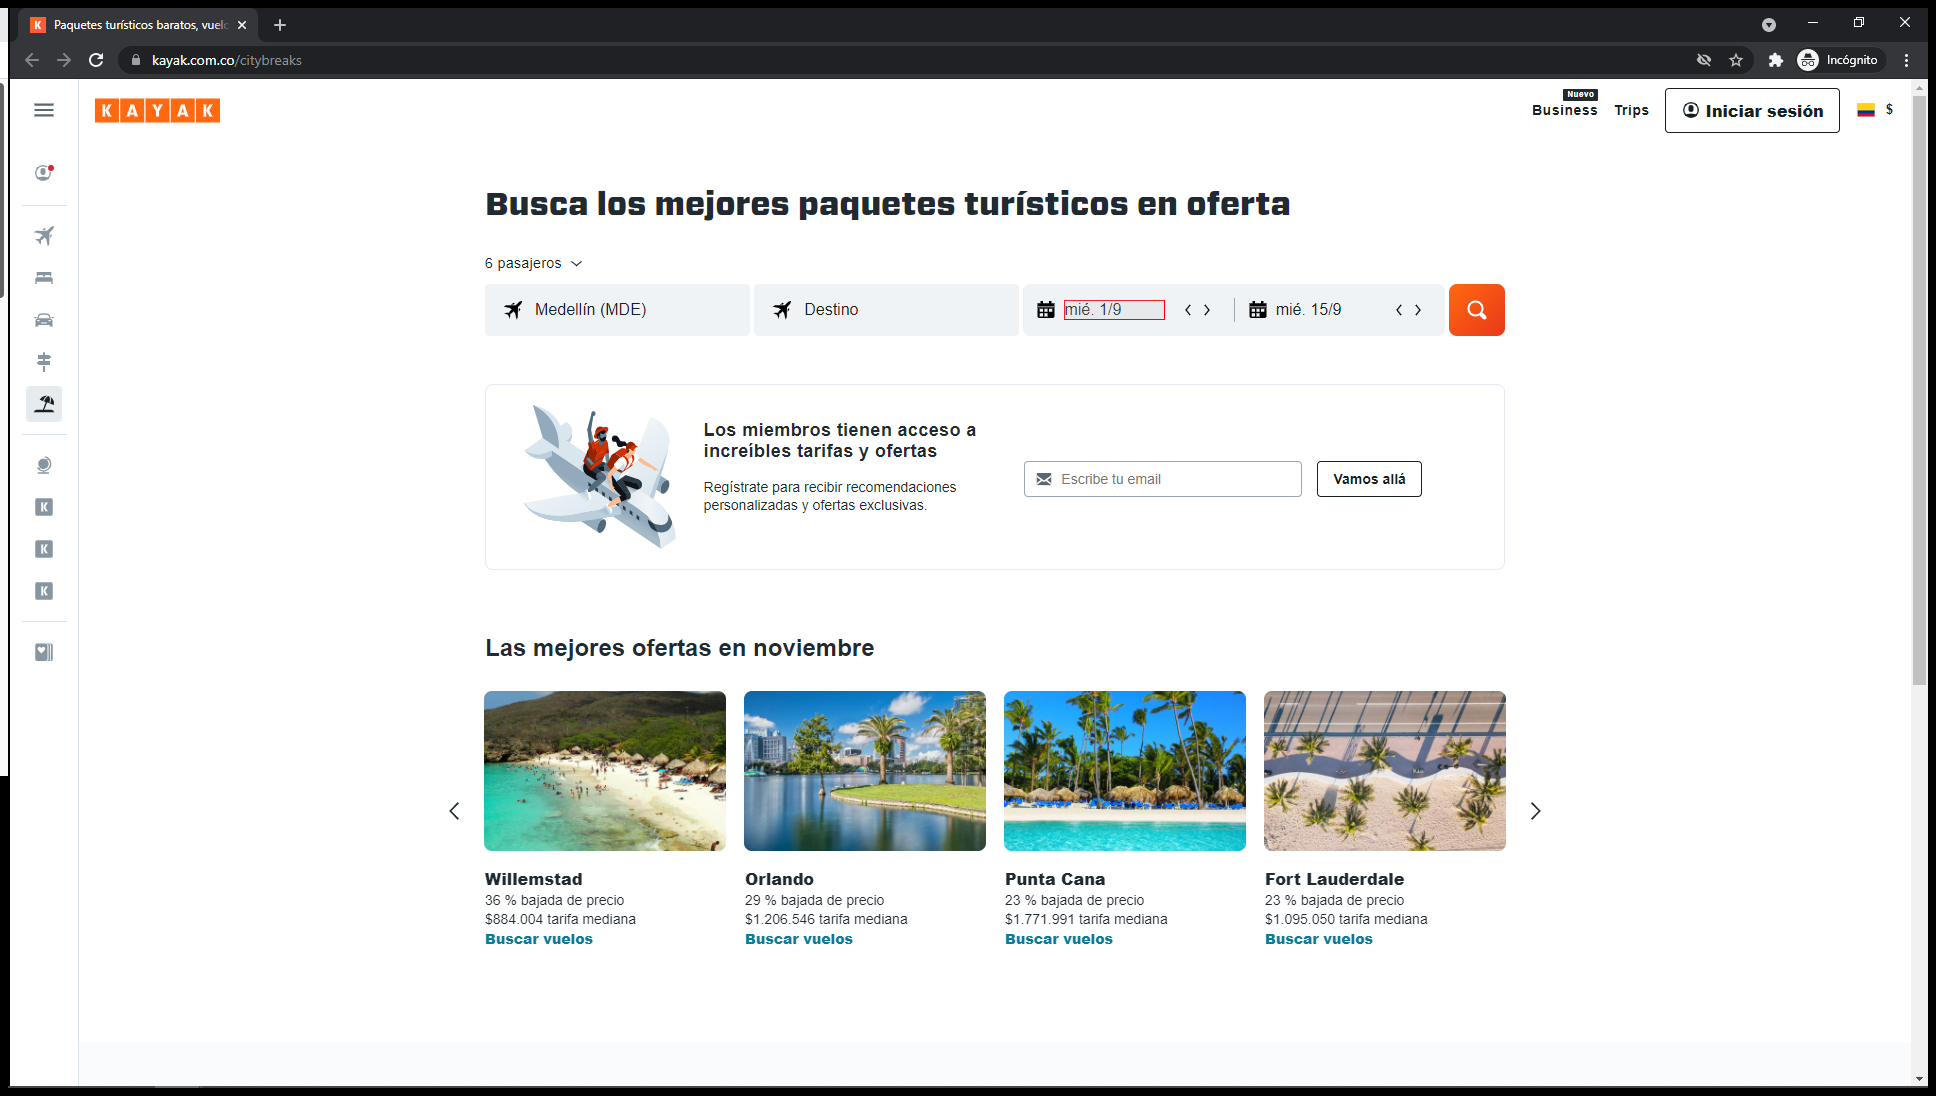 Paquetes turísticos baratos, vuel
kayak.com.co/citybreaks
Incógnito
KAYAK
Nuevo
Business
Trips
Iniciar sesión
$
Busca los mejores paquetes turísticos en oferta
6 pasajeros
Medellín (MDE)
Destino
mié. 1/9
mié. 15/9
Los miembros tienen acceso a
increíbles tarifas y ofertas
Regístrate para recibir recomendaciones
personalizadas y ofertas exclusivas.
Escribe tu email
Vamos allá
K
K
K
Las mejores ofertas en noviembre
Willemstad
36 % bajada de precio
$884.004 tarifa mediana
Buscar vuelos
Orlando
29 % bajada de precio
$1.206.546 tarifa mediana
Buscar vuelos
Punta Cana
23 % bajada de precio
$1.771.991 tarifa mediana
Buscar vuelos
Fort Lauderdale
23 % bajada de precio
$1.095.050 tarifa mediana
Buscar vuelos